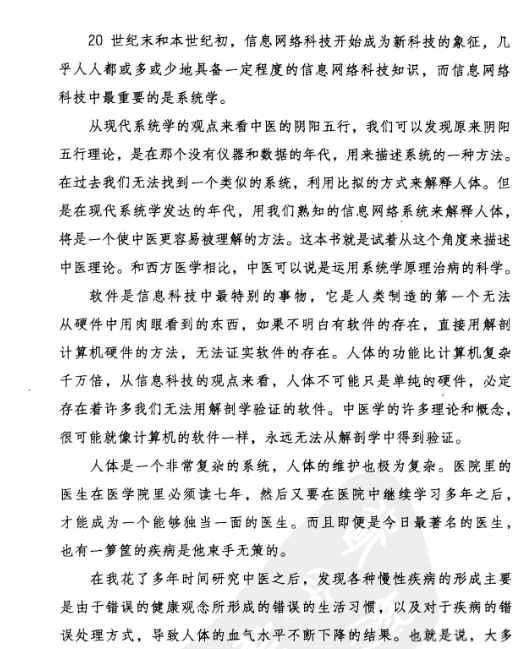 20 世纪末和本世纪初，信息网络科技开始成为新科技的象征，几
乎人人都或多或少地具备一定程度的信息网络科技知识，而信息网络
科技中最重要的是系统学。
从现代系统学的观点来看中医的阴阳五行，我们可以发现原来阴阳
五行理论，是在那个没有仪器和数据的年代，用来描述系统的一种方法。
在过去我们无法找到一个类似的系统，利用比拟的方式来解释人体。但
是在现代系统学发达的年代，用我们熟知的信息网络系统来解释人体，
将是一个使中医更容易被理解的方法。这本书就是试着从这个角度来描述
中医理论。和西方医学相比，中医可以说是运用系统学原理治病的科学。
软件是信息科技中最特别的事物，它是人类制造的第一个无法
从硬件中用肉眼看到的东西，如果不明白有软件的存在，直接用解剖
计算机硬件的方法，无法证实软件的存在。人体的功能比计算机复杂
千万倍，从信息科技的观点来看，人体不可能只是单纯的硬件，必定
存在着许多我们无法用解剖学验证的软件。中医学的许多理论和概念，
很可能就像计算机的软件一样，永远无法从解剖学中得到验证。
人体是一个非常复杂的系统，人体的维护也极为复杂。医院里的
医生在医学院里必须读七年，然后又要在医院中继续学习多年之后，
才能成为一个能够独当一面的医生。而且即便是今日最著名的医生，
也有一箩筐的疾病是他束手无策的。
在我花了多年时间研究中医之后，发现各种慢性疾病的形成主要
是由于错误的健康观念所形成的错误的生活习惯，以及对于疾病的错
误处理方式，导致人体的血气水平不断下降的结果。也就是说，大多